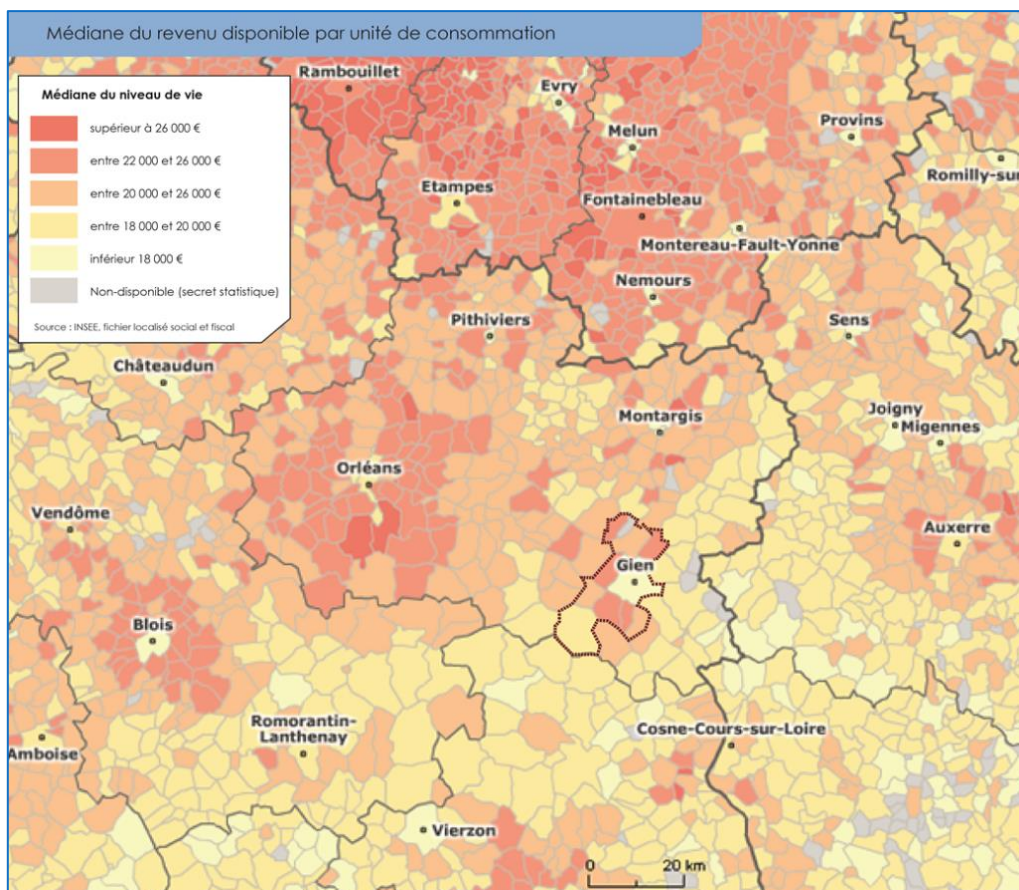 Médiane du revenu disponible par unité de consommation
Médiane du niveau de vie
supérieur à 26 000 €
entre 22 000 et 26 000 €
entre 20 000 et 26 000 €
entre 18 000 et 20 000 €
inférieur 18 000 €
Non-disponible (secret statistique)
Source : INSEE, fichier localisé social et fiscal
Rambouillet
Evry
Melun
Provins
Romilly-sur
Etampes
Fontainebleau
Montereau-Fault-Yonne
Nemours
Pithiviers
Sens
Châteaudun
Montargis
Joigny
Migennes
Orléans
Vendôme
Auxerre
Gien
Blois
Romorantin-
Lanthenay
Cosne-Cours-sur-Loire
Amboise
Vierzon
0 20 km